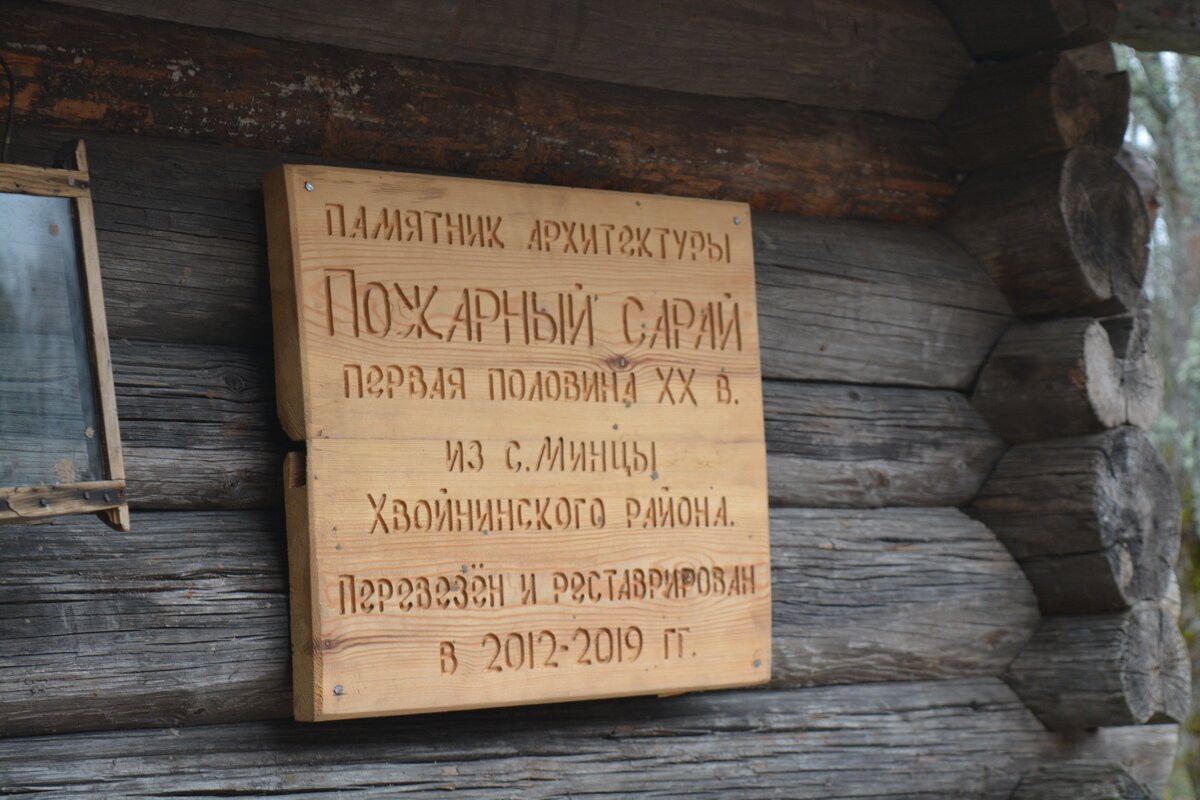 ПАМЯТНИК АРХИТЕКТУРЫ
ПОЖАРНЫЙ САРАЙ
ПЕРВАЯ ПОЛОВИНА XX В.
ИЗ С. МИНЦЫ
ХВОЙНИНСКОГО РАЙОНА.
ПЕРЕВЕЗЁН И РЕСТАВРИРОВАН
В 2012-2019 ГГ.